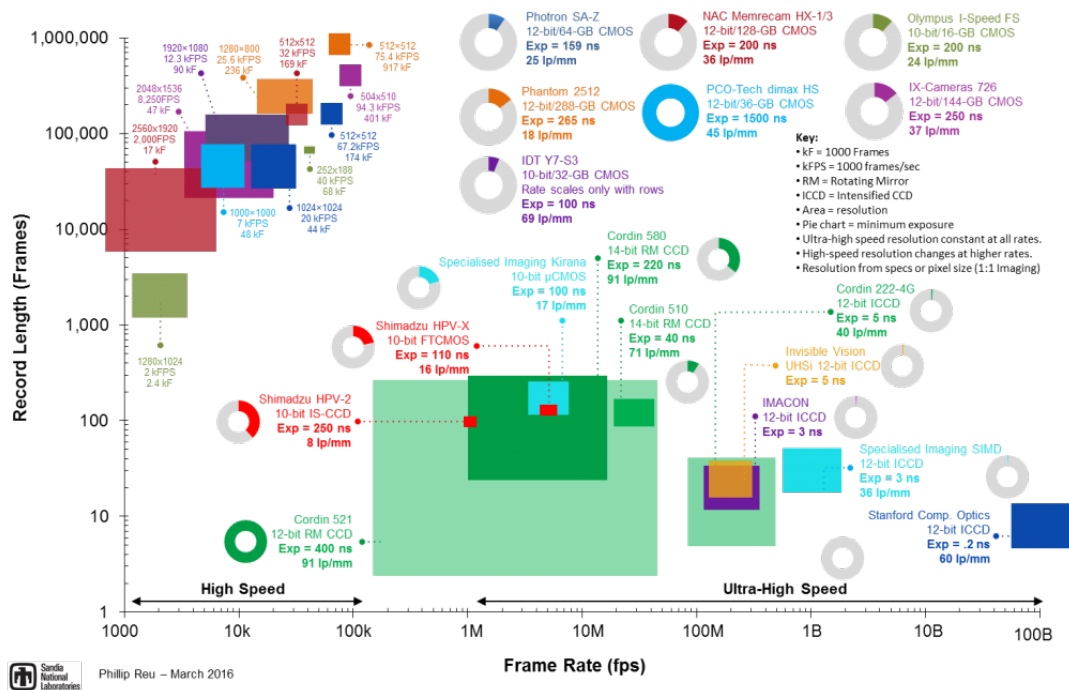 Photron SA-Z
12-bit/64-GB CMOS
Exp = 159 ns
25 lp/mm
NAC Memrecam HX-1/3
12-bit/128-GB CMOS
Exp = 200 ns
36 lp/mm
Olympus I-Speed FS
10-bit/16-GB CMOS
Exp = 200 ns
24 lp/mm
Phantom 2512
12-bit/288-GB CMOS
Exp = 265 ns
18 lp/mm
PCO-Tech dimax HS
12-bit/36-GB CMOS
Exp = 1500 ns
45 lp/mm
IX-Cameras 726
12-bit/144-GB CMOS
Exp = 250 ns
37 lp/mm
IDT Y7-S3
10-bit/32-GB CMOS
Rate scales only with rows
Exp = 100 ns
69 lp/mm
Key:
• kF = 1000 Frames
• kFPS = 1000 frames/sec
• RM = Rotating Mirror
• ICCD = Intensified CCD
• Area = resolution
• Pie chart = minimum exposure
• Ultra-high speed resolution constant at all rates.
• High-speed resolution changes at higher rates.
• Resolution from specs or pixel size (1:1 Imaging)
1920×1080
12.3 kFPS
90 kF
1280×800
25.6 kFPS
236 kF
512×512
32 kFPS
169 kF
512×512
75.4 kFPS
917 kF
2048×1536
8,250FPS
47 kF
504×510
94.3 kFPS
401 kF
2560×1920
2,000FPS
17 kF
512×512
67.2kFPS
174 kF
252×188
40 kFPS
68 kF
1000×1000
7 kFPS
48 kF
1024×1024
20 kFPS
44 kF
1280×1024
2 kFPS
2.4 kF
Specialised Imaging Kirana
10-bit µCMOS
Exp = 100 ns
17 lp/mm
Cordin 580
14-bit RM CCD
Exp = 220 ns
91 lp/mm
Shimadzu HPV-X
10-bit FTCMOS
Exp = 110 ns
16 lp/mm
Cordin 510
14-bit RM CCD
Exp = 40 ns
71 lp/mm
Cordin 222-4G
12-bit ICCD
Exp = 5 ns
40 lp/mm
Invisible Vision
UHSi 12-bit ICCD
Exp = 5 ns
Shimadzu HPV-2
10-bit IS-CCD
Exp = 250 ns
8 lp/mm
IMACON
12-bit ICCD
Exp = 3 ns
Specialised Imaging SIMD
12-bit ICCD
Exp = 3 ns
36 lp/mm
Cordin 521
12-bit RM CCD
Exp = 400 ns
91 lp/mm
Stanford Comp. Optics
12-bit ICCD
Exp = .2 ns
60 lp/mm
High Speed
Ultra-High Speed
Record Length (Frames)
1,000,000
100,000
10,000
1,000
100
10
1
1000
10k
100k
1M
10M
100M
1B
10B
100B
Frame Rate (fps)
Sandia
National
Laboratories
Phillip Reu – March 2016